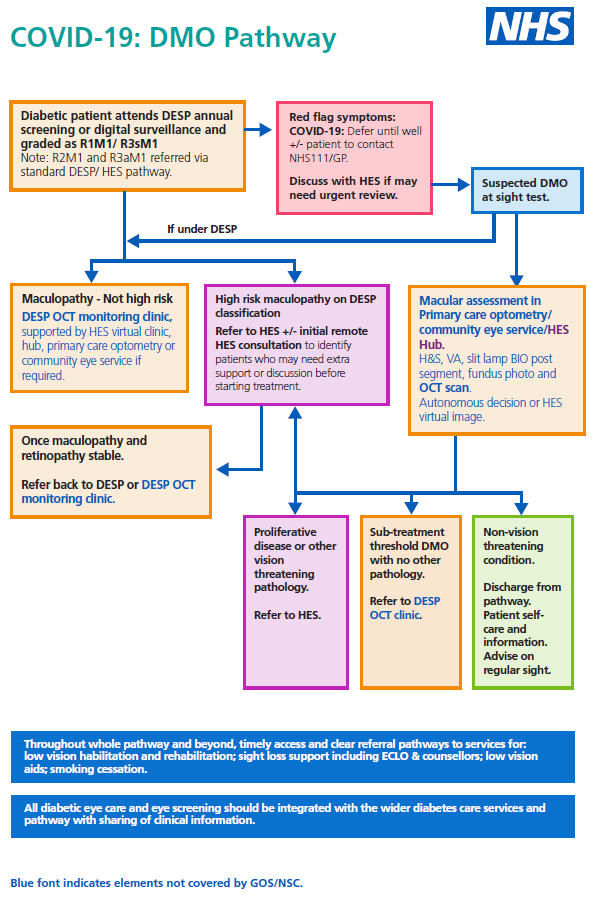 COVID-19: DMO Pathway
NHS
Diabetic patient attends DESP annual
screening or digital surveillance and
graded as R1M1/ R3sM1
Note: R2M1 and R3aM1 referred via
standard DESP/ HES pathway.
Red flag symptoms:
COVID-19: Defer until well
+/- patient to contact
NHS111/GP.
Discuss with HES if may
need urgent review.
Suspected DMO
at sight test.
If under DESP
Maculopathy - Not high risk
DESP OCT monitoring clinic,
supported by HES virtual clinic,
hub, primary care optometry or
community eye service if
required.
High risk maculopathy on DESP
classification
Refer to HES +/- initial remote
HES consultation to identify
patients who may need extra
support or discussion before
starting treatment.
Macular assessment in
Primary care optometry/
community eye service/HES
Hub.
H&S, VA, slit lamp BIO post
segment, fundus photo and
OCT scan.
Autonomous decision or HES
virtual image.
Once maculopathy and
retinopathy stable.
Refer back to DESP or DESP OCT
monitoring clinic.
Proliferative
disease or other
vision
threatening
pathology.
Refer to HES.
Sub-treatment
threshold DMO
with no other
pathology.
Refer to DESP
OCT clinic.
Non-vision
threatening
condition.
Discharge from
pathway.
Patient self-
care and
information.
Advise on
regular sight.
Throughout whole pathway and beyond, timely access and clear referral pathways to services for:
low vision habilitation and rehabilitation; sight loss support including ECLO & counsellors; low vision
aids; smoking cessation.
All diabetic eye care and eye screening should be integrated with the wider diabetes care services and
pathway with sharing of clinical information.
Blue font indicates elements not covered by GOS/NSC.